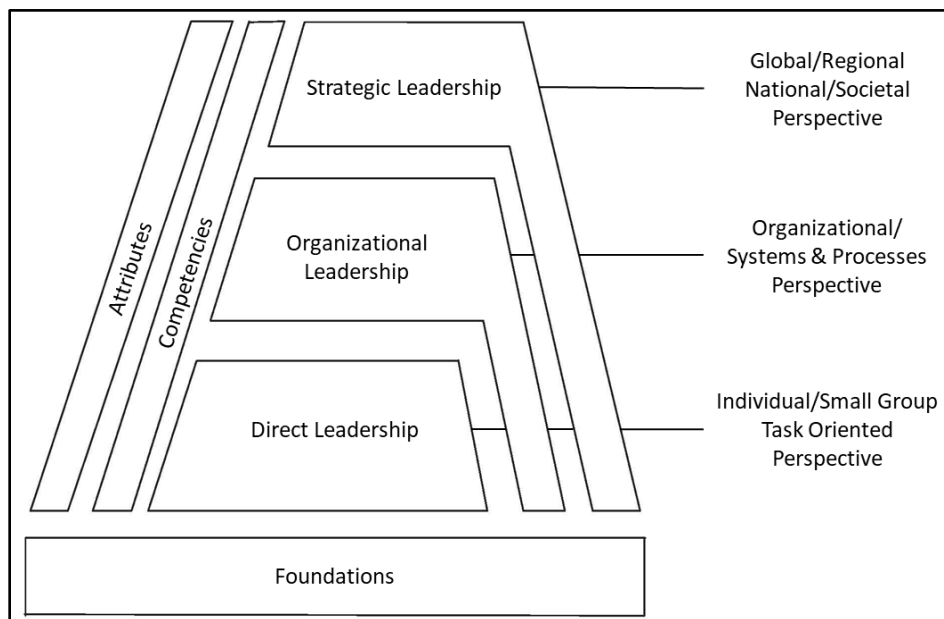 Strategic Leadership
Global/Regional
National/Societal
Perspective
Attributes
Competencies
Organizational
Leadership
Organizational/
Systems & Processes
Perspective
Direct Leadership
Individual/Small Group
Task Oriented
Perspective
Foundations